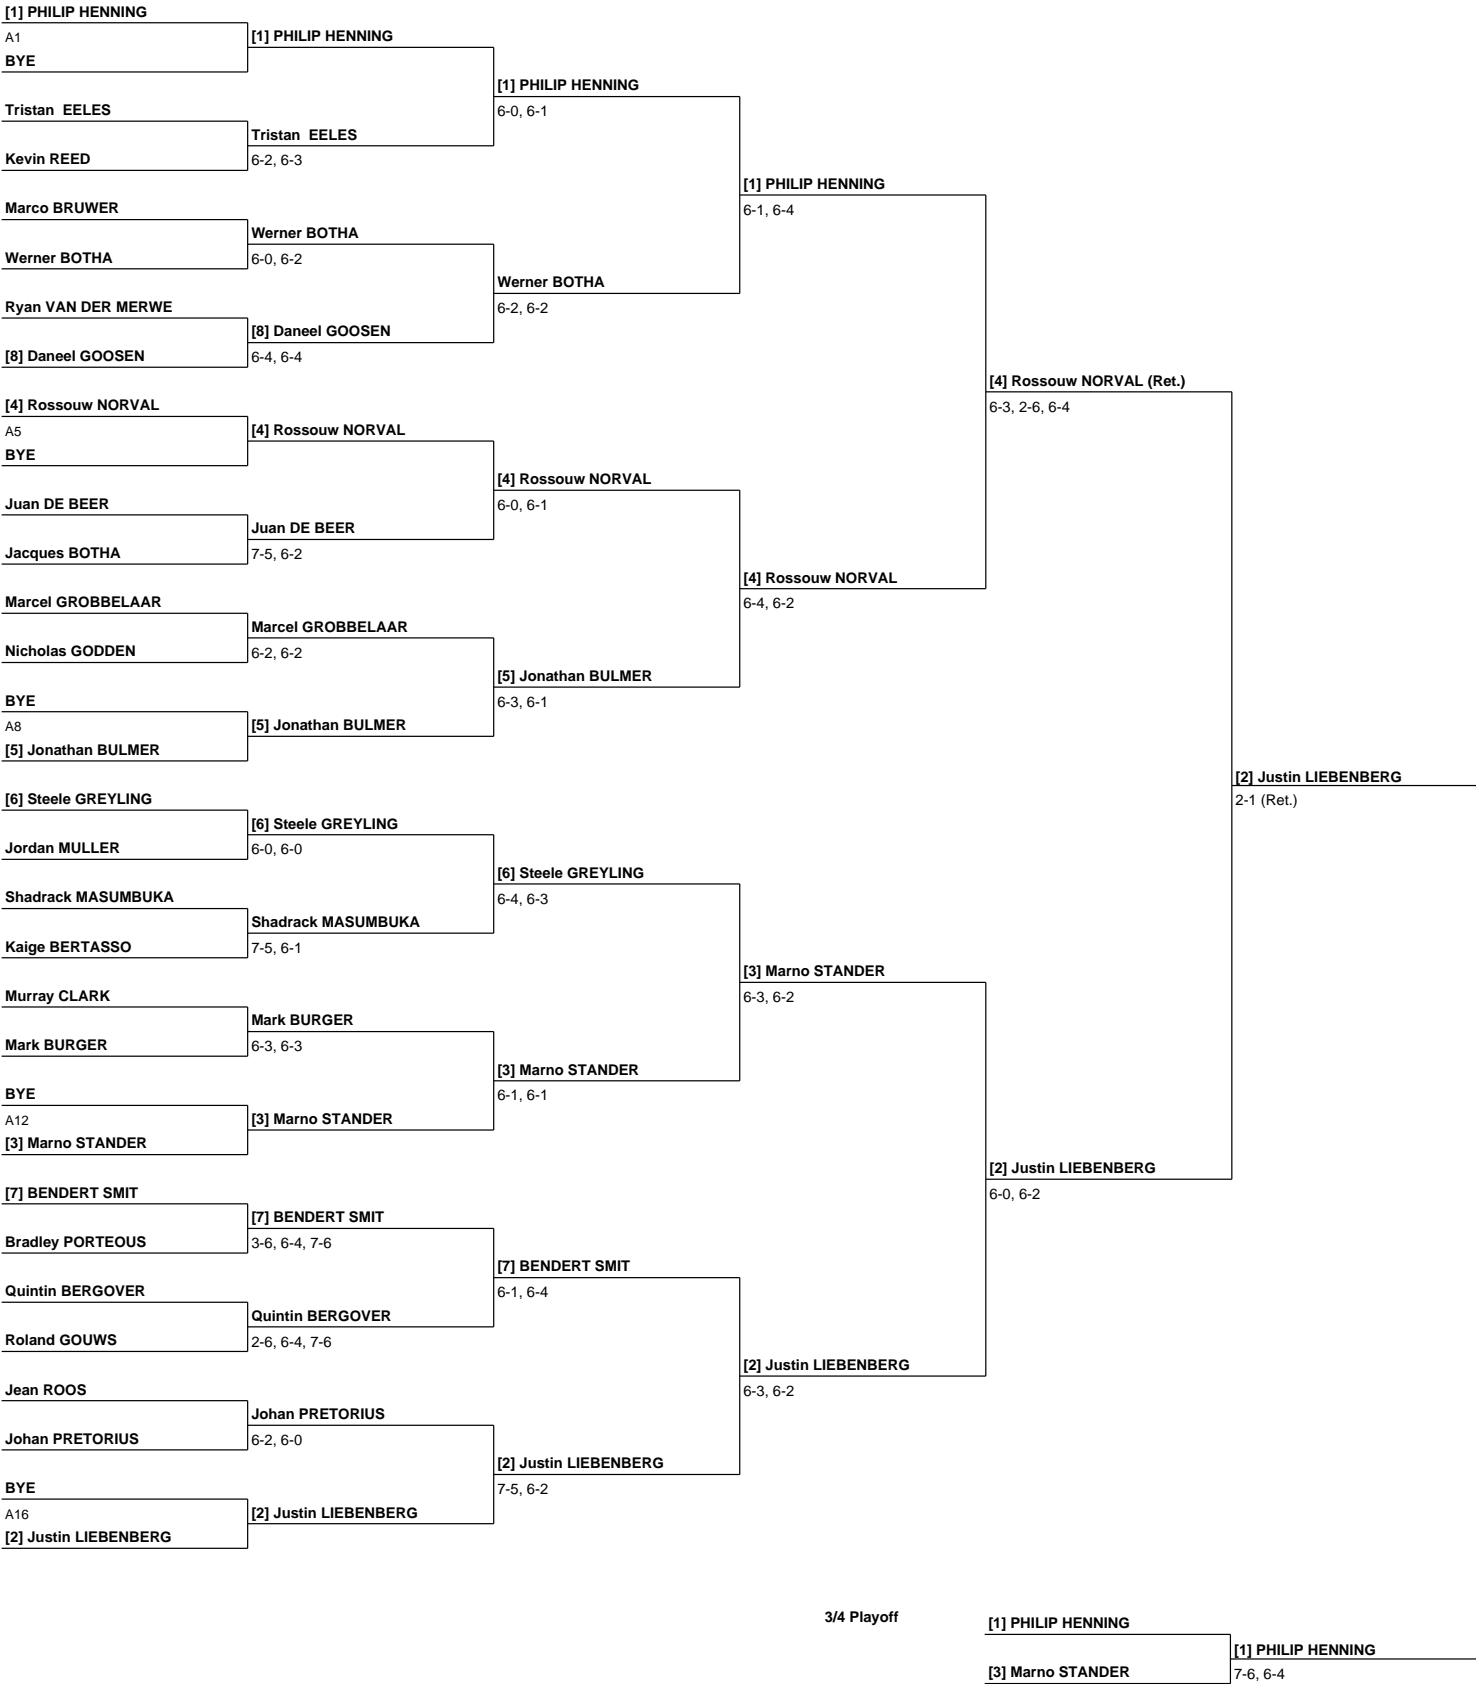 [1] PHILIP HENNING
A1
BYE
Tristan  EELES
Kevin REED
Marco BRUWER
Werner BOTHA
Ryan VAN DER MERWE
[8] Daneel GOOSEN
[4] Rossouw NORVAL
A5
BYE
Juan DE BEER
Jacques BOTHA
Marcel GROBBELAAR
Nicholas GODDEN
BYE
A8
[5] Jonathan BULMER
[6] Steele GREYLING
Jordan MULLER
Shadrack MASUMBUKA
Kaige BERTASSO
Murray CLARK
Mark BURGER
BYE
A12
[3] Marno STANDER
[7] BENDERT SMIT
Bradley PORTEOUS
Quintin BERGOVER
Roland GOUWS
Jean ROOS
Johan PRETORIUS
BYE
A16
[2] Justin LIEBENBERG
[1] PHILIP HENNING
Tristan  EELES
6-2, 6-3
Werner BOTHA
6-0, 6-2
[8] Daneel GOOSEN
6-4, 6-4
[4] Rossouw NORVAL
Juan DE BEER
7-5, 6-2
Marcel GROBBELAAR
6-2, 6-2
[5] Jonathan BULMER
[6] Steele GREYLING
6-0, 6-0
Shadrack MASUMBUKA
7-5, 6-1
Mark BURGER
6-3, 6-3
[3] Marno STANDER
[7] BENDERT SMIT
3-6, 6-4, 7-6
Quintin BERGOVER
2-6, 6-4, 7-6
Johan PRETORIUS
6-2, 6-0
[2] Justin LIEBENBERG
[1] PHILIP HENNING
6-0, 6-1
Werner BOTHA
6-2, 6-2
[4] Rossouw NORVAL
6-0, 6-1
[5] Jonathan BULMER
6-3, 6-1
[6] Steele GREYLING
6-4, 6-3
[3] Marno STANDER
6-1, 6-1
[7] BENDERT SMIT
6-1, 6-4
[2] Justin LIEBENBERG
7-5, 6-2
[1] PHILIP HENNING
6-1, 6-4
[4] Rossouw NORVAL
6-4, 6-2
[3] Marno STANDER
6-3, 6-2
[2] Justin LIEBENBERG
6-3, 6-2
[4] Rossouw NORVAL (Ret.)
6-3, 2-6, 6-4
[2] Justin LIEBENBERG
6-0, 6-2
[2] Justin LIEBENBERG
2-1 (Ret.)
3/4 Playoff
[1] PHILIP HENNING
[3] Marno STANDER
[1] PHILIP HENNING
7-6, 6-4